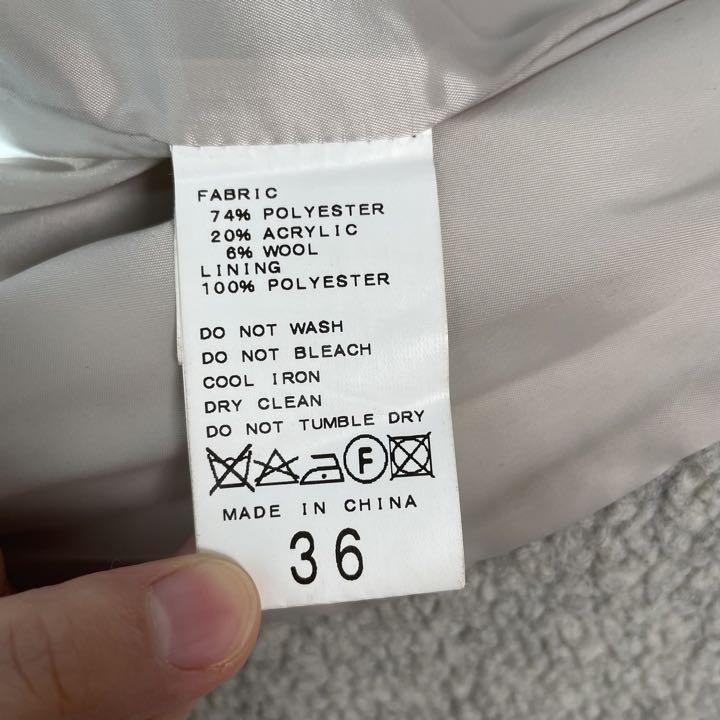 FABRIC
74% POLYESTER
20% ACRYLIC
6% WOOL
LINING
100% POLYESTER
DO NOT WASH
DO NOT BLEACH
COOL IRON
DRY CLEAN
DO NOT TUMBLE DRY
F
MADE IN CHINA
36